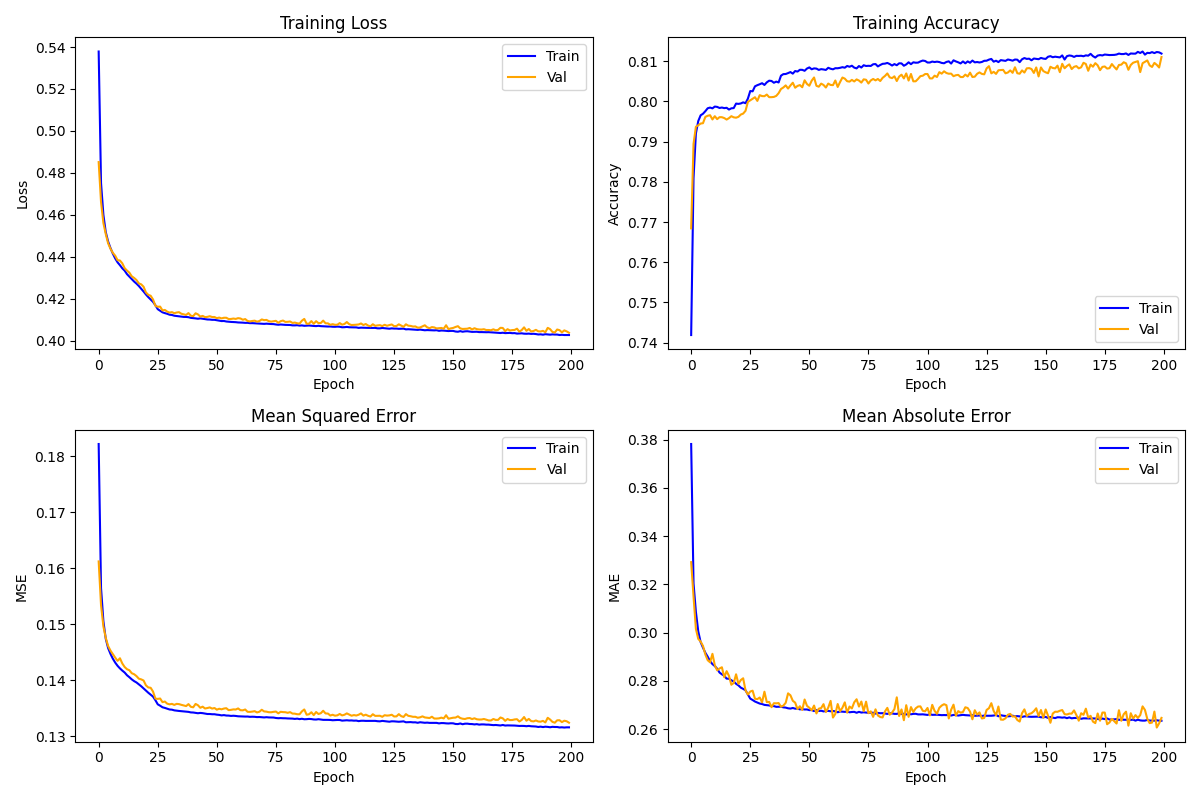 Training Loss
Loss
0.54
0.52
0.50
0.48
0.46
0.44
0.42
0.40
Train
Val
0 25 50 75 100 125 150 175 200
Epoch
Training Accuracy
Accuracy
0.81
0.80
0.79
0.78
0.77
0.76
0.75
0.74
Train
Val
0 25 50 75 100 125 150 175 200
Epoch
Mean Squared Error
MSE
0.18
0.17
0.16
0.15
0.14
0.13
Train
Val
0 25 50 75 100 125 150 175 200
Epoch
Mean Absolute Error
MAE
0.38
0.36
0.34
0.32
0.30
0.28
0.26
Train
Val
0 25 50 75 100 125 150 175 200
Epoch